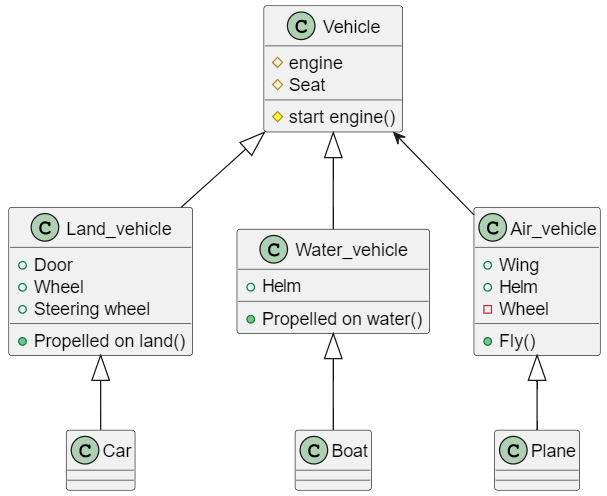 C Vehicle
engine
Seat
start engine()
C Land_vehicle
Door
Wheel
Steering wheel
Propelled on land()
C Water_vehicle
Helm
Propelled on water()
C Air_vehicle
Wing
Helm
Wheel
Fly()
C Car
C Boat
C Plane